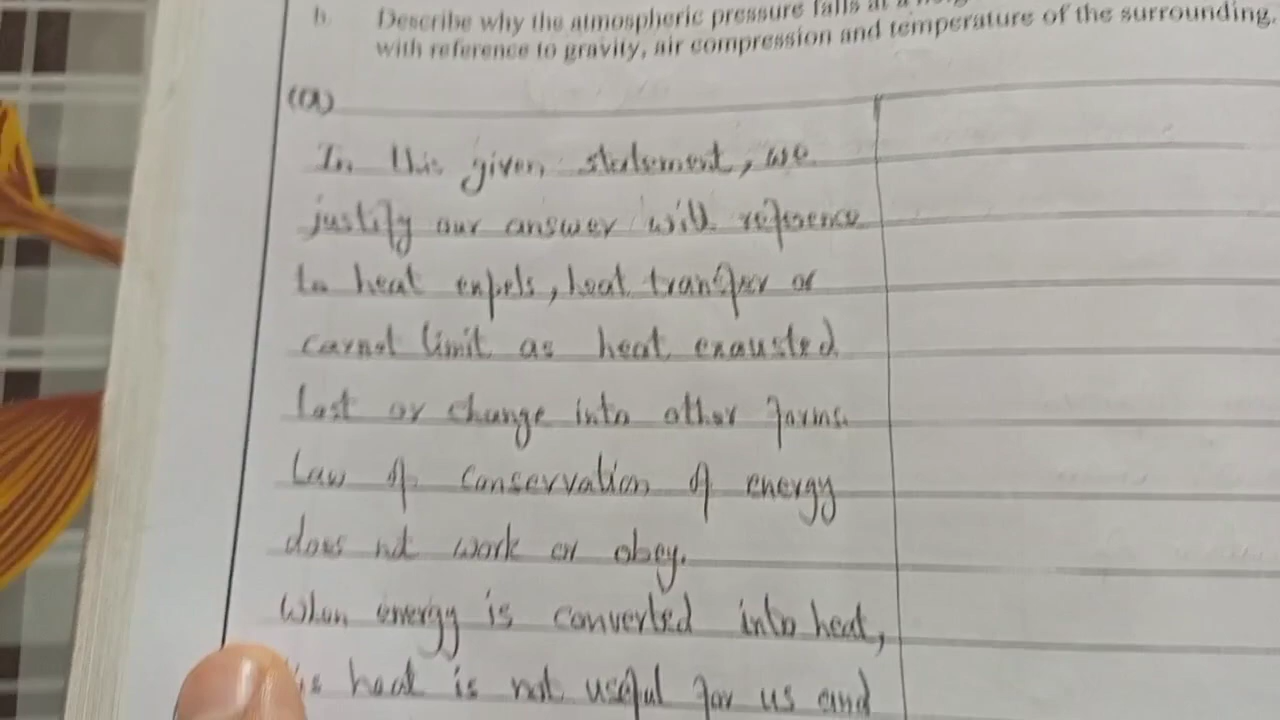 b. Describe why the atmospheric pressure falls at a
with reference to gravity, air compression and temperature of the surrounding.
(a)
In this given statement, we
justify our answer will reference
to heat expels, heat transfer or
carnot limit as heat exausted
lost or change into other forms.
Law of conservation of energy
does not work or obey.
When energy is converted into heat,
heat is not useful for us and